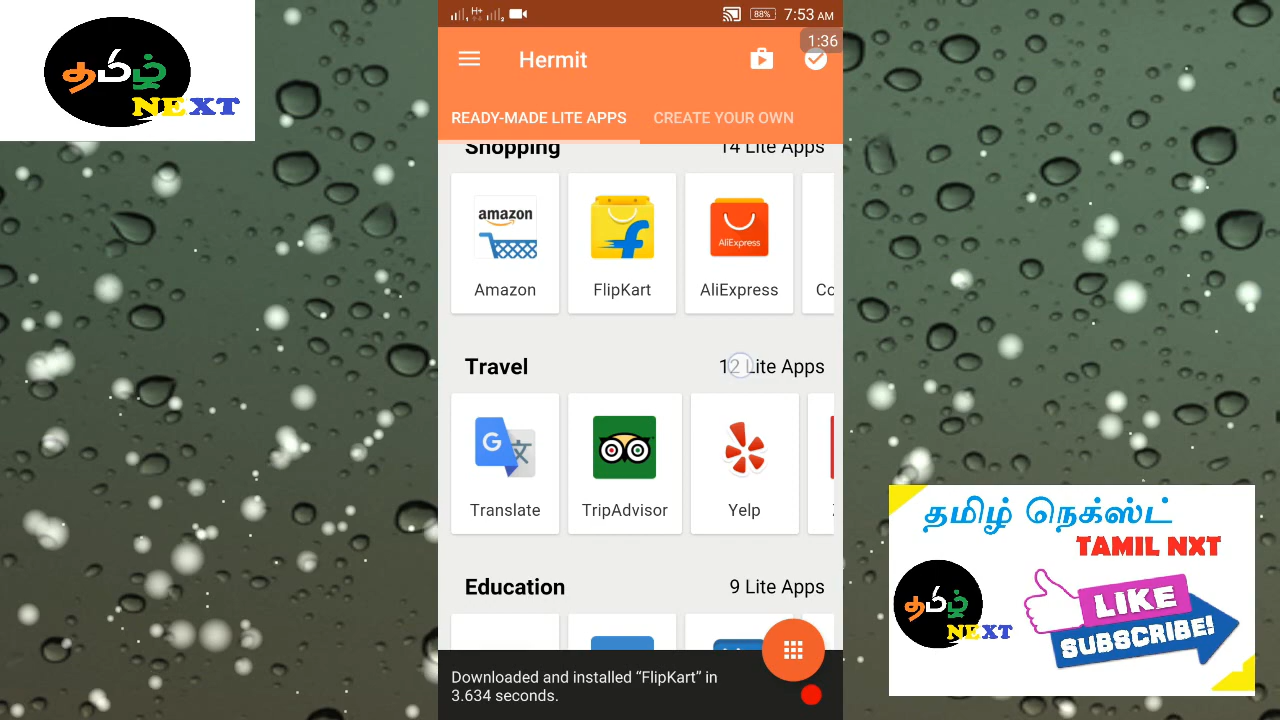 தமிழ்
NEXT
H+
88%
7:53 AM
1:36
Hermit
READY-MADE LITE APPS
CREATE YOUR OWN
Shopping
14 Lite Apps
amazon
AliExpress
Amazon
FlipKart
AliExpress
Co
Travel
12 Lite Apps
G 文
Translate
TripAdvisor
Yelp
Education
9 Lite Apps
Downloaded and installed “FlipKart” in
3.634 seconds.
தமிழ் நெக்ஸ்ட்
TAMIL NXT
தமிழ்
NEXT
LIKE
SUBSCRIBE!